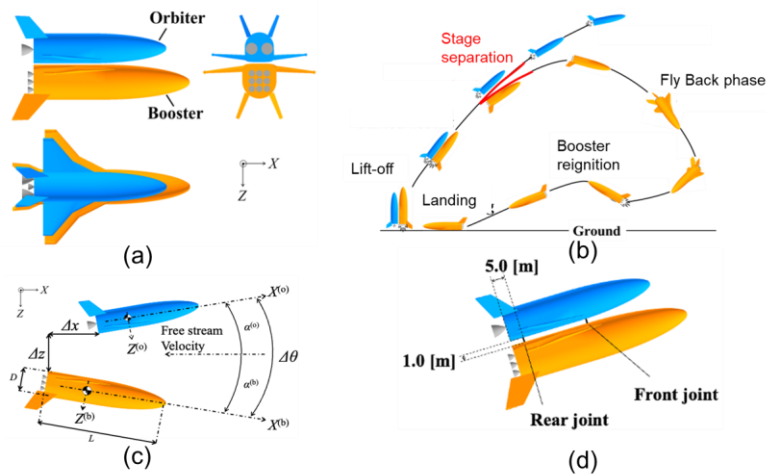 Orbiter
Booster
X
Z
(a)
Stage
separation
Fly Back phase
Booster
reignition
Lift-off
Landing
Ground
(b)
X
Z
Δx
Δz
D
L
Z(o)
Z(b)
Free stream
Velocity
α(o)
α(b)
Δθ
X(o)
X(b)
(c)
5.0 [m]
1.0 [m]
Front joint
Rear joint
(d)